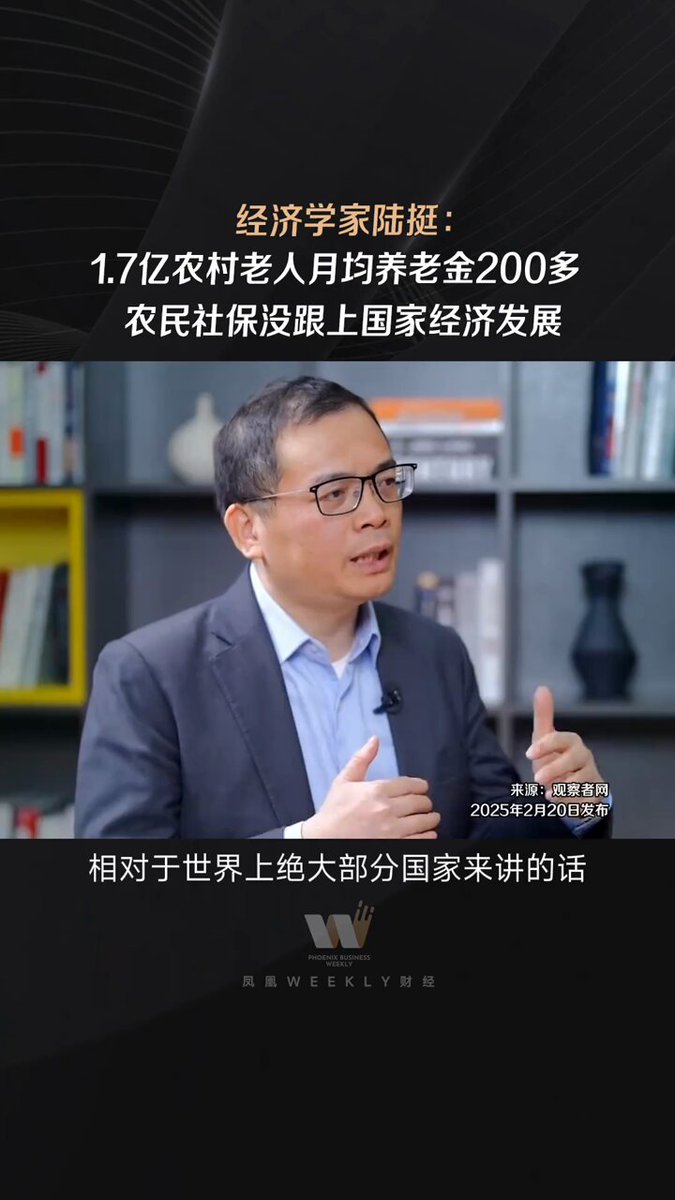 经济学家陆挺：
1.7亿农村老人月均养老金200多
农民社保没跟上国家经济发展
来源：观察者网
2025年2月20日发布
相对于世界上绝大部分国家来讲的话
W
PHOENIX BUSINESS
WEEKLY
凤凰WEEKLY财经